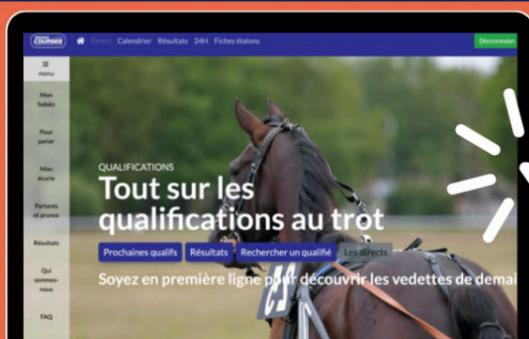 COURSES
Direct Calendrier Résultats 24H Fiches étalons
Déconnexion
menu
Mon
hebdo
Pour
parier
Mon
écurie
Partants
et pronos
Résultats
Qui
sommes-
nous
FAQ
QUALIFICATIONS
Tout sur les
qualifications au trot
Prochaines qualifs Résultats Rechercher un qualifié Les directs
Soyez en première ligne pour découvrir les vedettes de demai